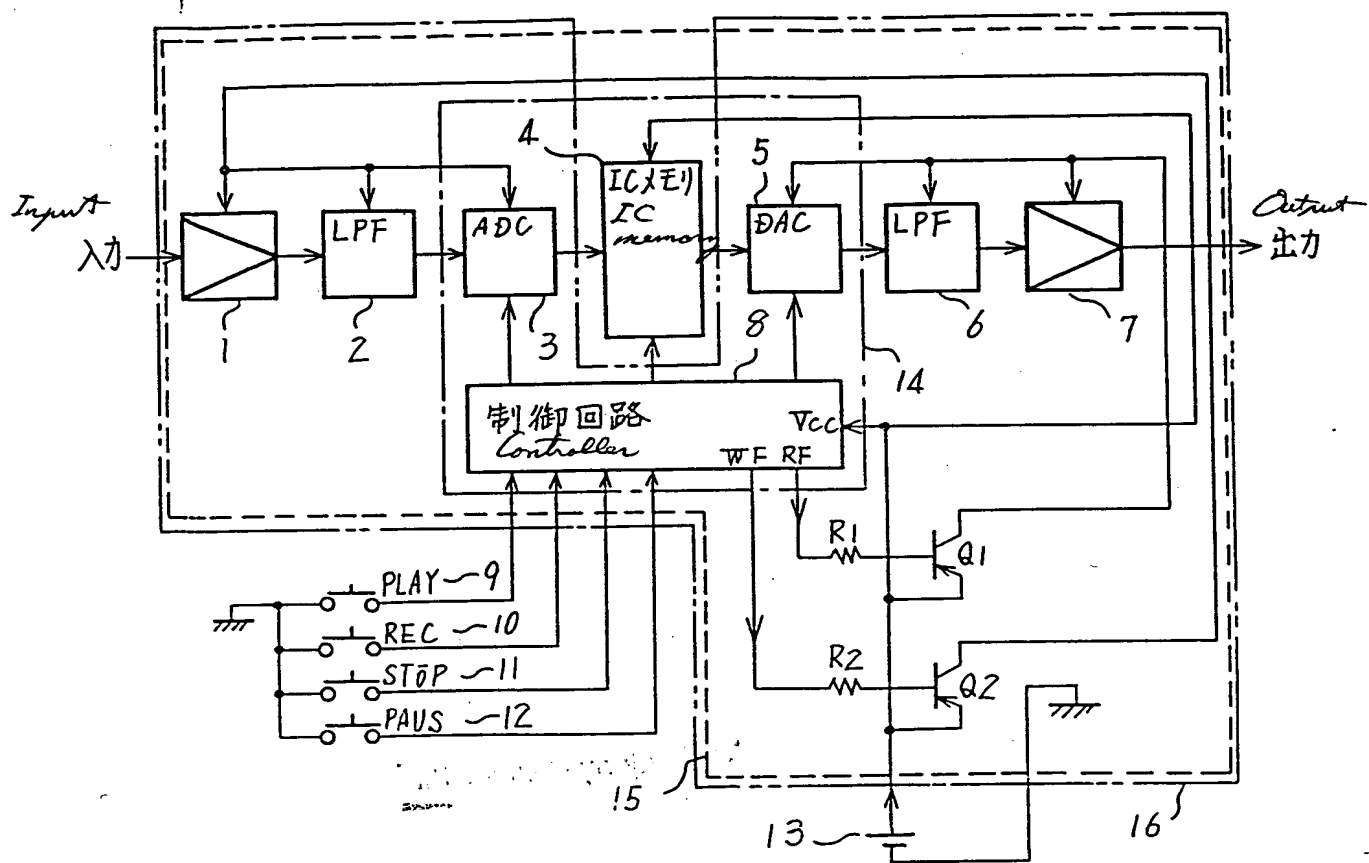 4
5
Input
入力
LPF
ADC
ICメモリ
IC
memory
DAC
LPF
Output
出力
1
2
3
8
6
7
14
制御回路
Controller
VCC
WF RF
R1
Q1
PLAY 9
REC 10
STOP 11
PAUS 12
R2
Q2
15
13
16